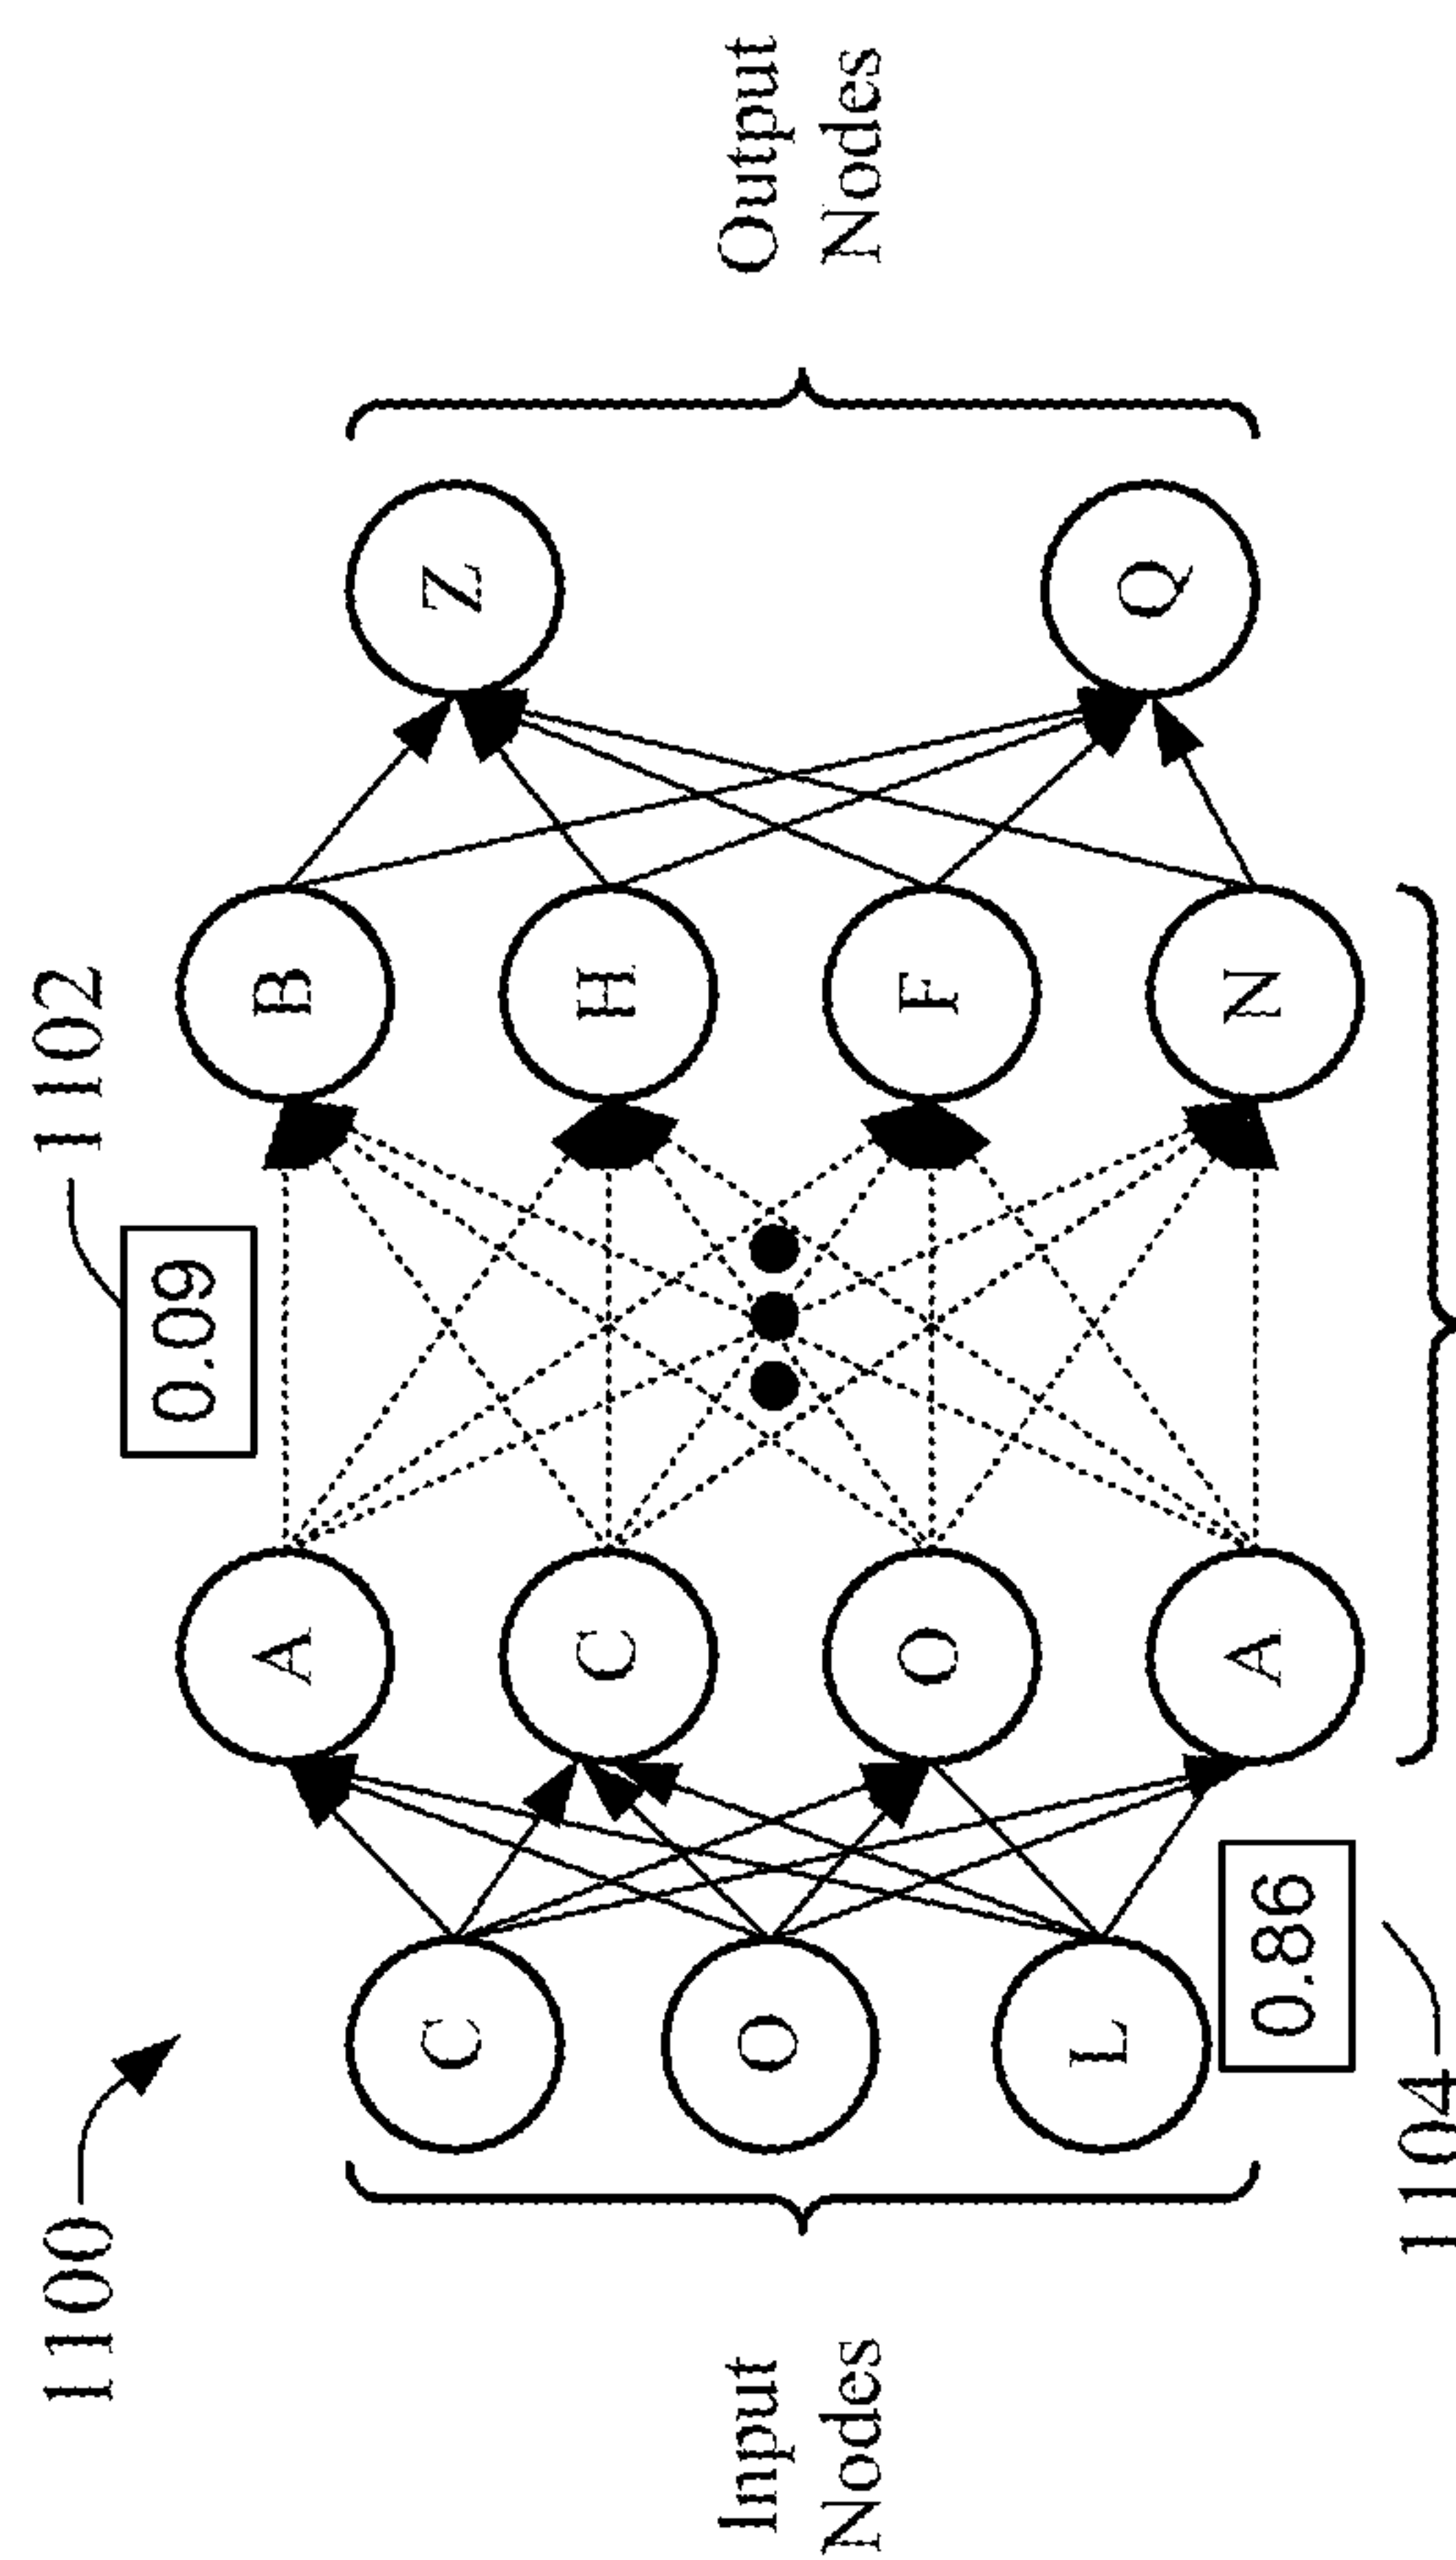 1100
1102
0.09
A
B
C
Z
C
H
Input
Nodes
O
Output
Nodes
O
F
L
Q
A
N
0.86
1104